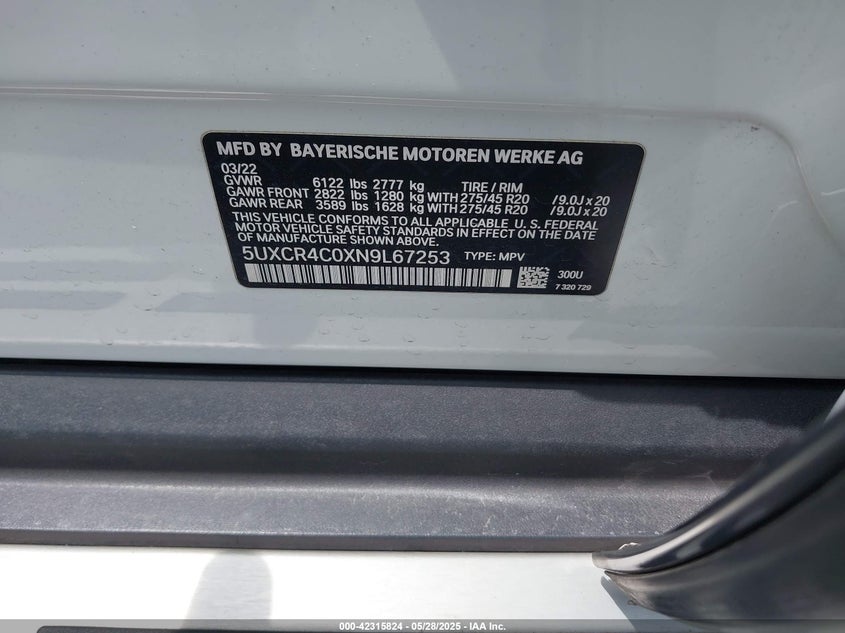 MFD BY BAYERISCHE MOTOREN WERKE AG
03/22
GVWR 6122 lbs 2777 kg TIRE / RIM
GAWR FRONT 2822 lbs 1280 kg WITH 275/45 R20 /9.0J x 20
GAWR REAR 3589 lbs 1628 kg WITH 275/45 R20 /9.0J x 20
THIS VEHICLE CONFORMS TO ALL APPLICABLE U. S. FEDERAL
MOTOR VEHICLE SAFETY STANDARDS IN EFFECT ON THE DATE
OF MANUFACTURE SHOWN ABOVE.
5UXCR4C0XN9L67253 TYPE: MPV
300U
7 320 729
000-42315824 | 05/28/2025 | IAA Inc.